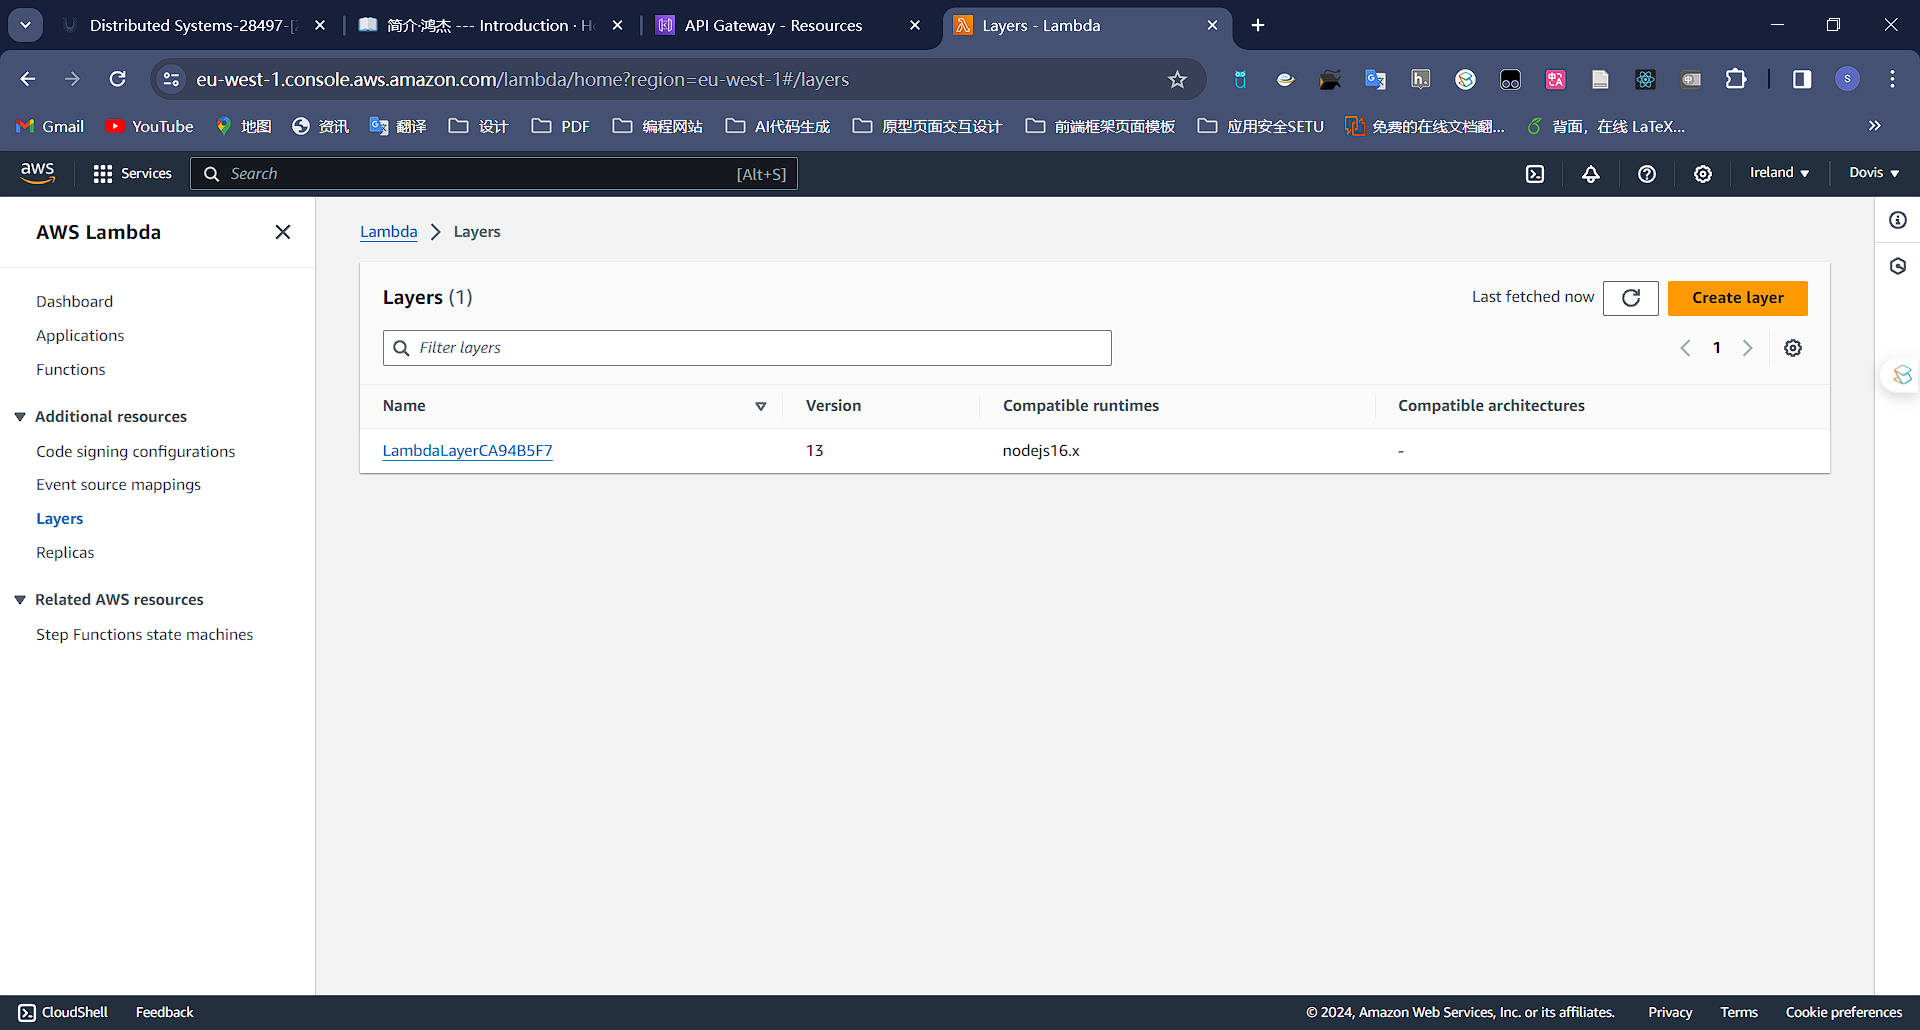 Distributed Systems-28497-[2
简介·鸿杰 --- Introduction · H
API Gateway - Resources
Layers - Lambda
eu-west-1.console.aws.amazon.com/lambda/home?region=eu-west-1#/layers
S
Gmail
YouTube
地图
资讯
翻译
设计
PDF
编程网站
AI代码生成
原型页面交互设计
前端框架页面模板
应用安全SETU
免费的在线文档翻...
背面，在线 LaTeX...
aws
Services
Search
[Alt+S]
Ireland
Dovis
AWS Lambda
Dashboard
Applications
Functions
Additional resources
Code signing configurations
Event source mappings
Layers
Replicas
Related AWS resources
Step Functions state machines
Lambda
Layers
Layers (1)
Last fetched now
Create layer
Filter layers
1
Name Version Compatible runtimes Compatible architectures
LambdaLayerCA94B5F7 13 nodejs16.x -
CloudShell
Feedback
© 2024, Amazon Web Services, Inc. or its affiliates.
Privacy
Terms
Cookie preferences